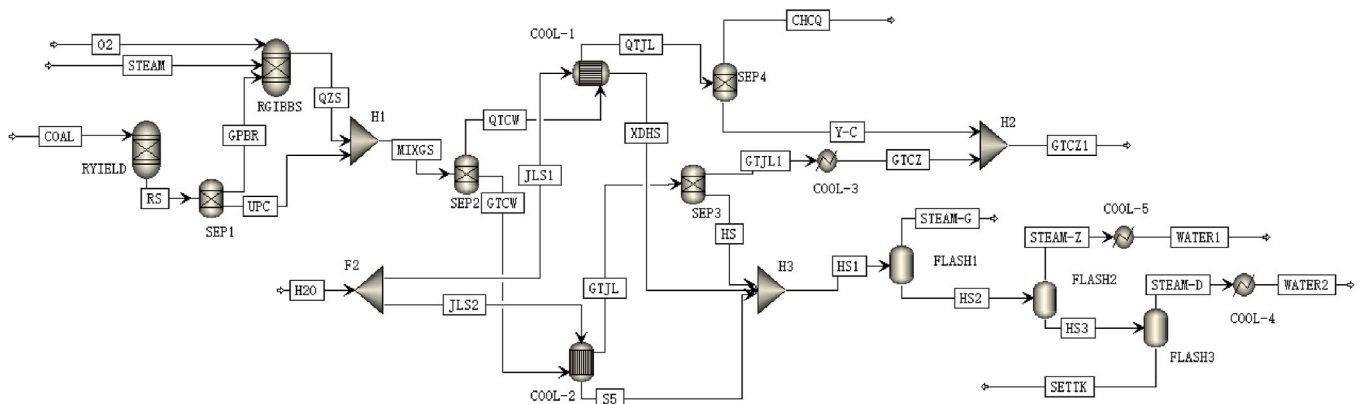 O2
STEAM
RGIBBS
COAL
RYIELD
RS
SEP1
GPBR
UPC
QZS
H1
MIXGS
SEP2
QTCW
GTCW
COOL-1
QTJL
JLS1
XDHS
SEP4
CHCQ
Y-C
H2
GTCZ1
SEP3
GTJL1
COOL-3
GTCZ
HS
H2O
F2
JLS2
GTJL
COOL-2
S5
H3
HS1
STEAM-G
FLASH1
HS2
STEAM-Z
COOL-5
WATER1
FLASH2
HS3
STEAM-D
COOL-4
WATER2
FLASH3
SETTK